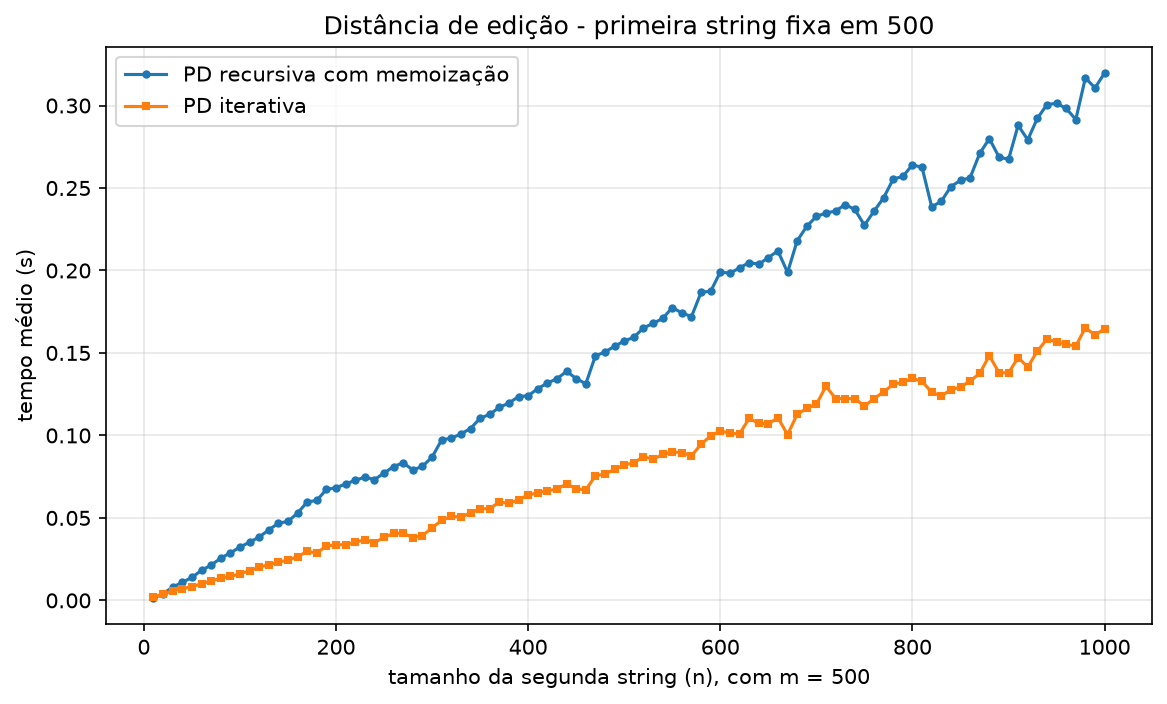 Distância de edição - primeira string fixa em 500
PD recursiva com memoização
PD iterativa
tempo médio (s)
0.30
0.25
0.20
0.15
0.10
0.05
0.00
0 200 400 600 800 1000
tamanho da segunda string (n), com m = 500